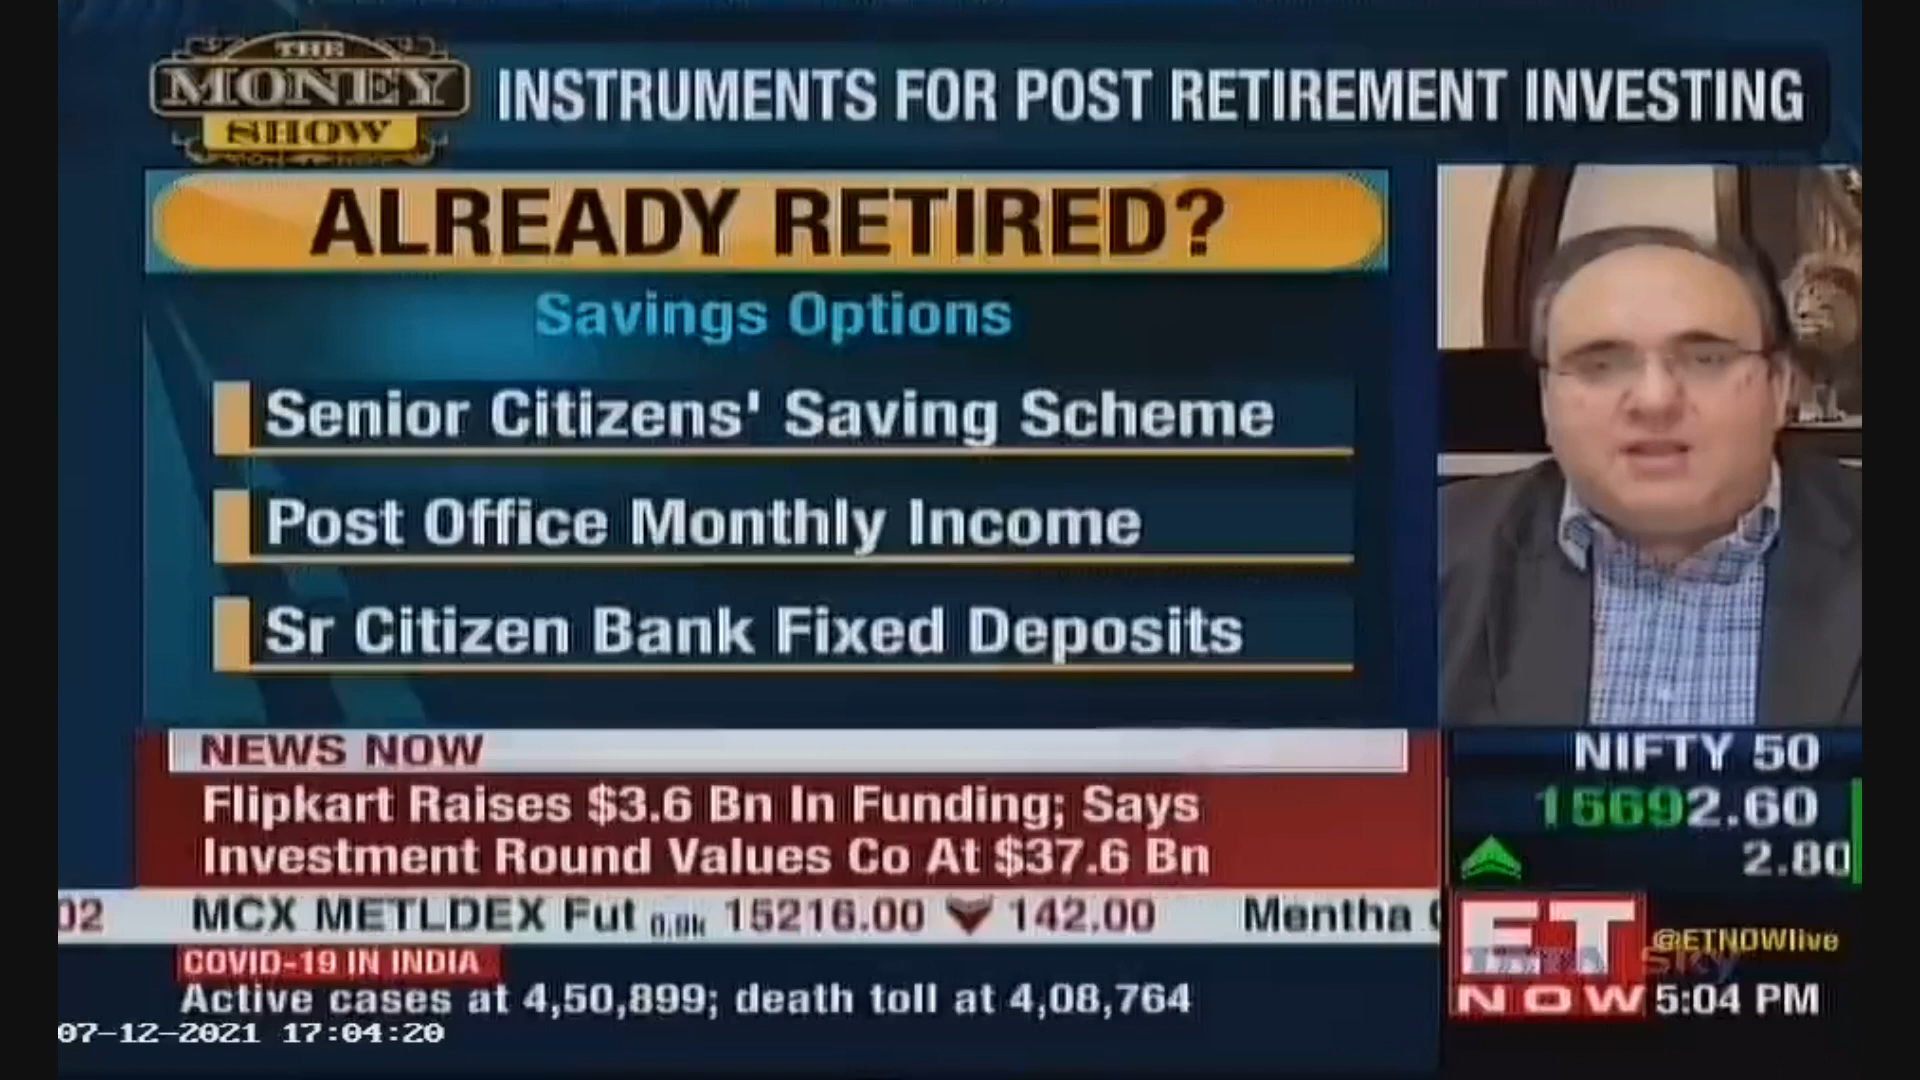 THE
MONEY
SHOW
INSTRUMENTS FOR POST RETIREMENT INVESTING
ALREADY RETIRED?
Savings Options
Senior Citizens' Saving Scheme
Post Office Monthly Income
Sr Citizen Bank Fixed Deposits
NEWS NOW
Flipkart Raises $3.6 Bn In Funding; Says
Investment Round Values Co At $37.6 Bn
NIFTY 50
15692.60
2.80
02 MCX METLDEX Fut 15216.00 142.00 Mentha
ET
NOW
@ETNOWlive
sky
5:04 PM
COVID-19 IN INDIA
Active cases at 4,50,899; death toll at 4,08,764
07-12-2021 17:04:20